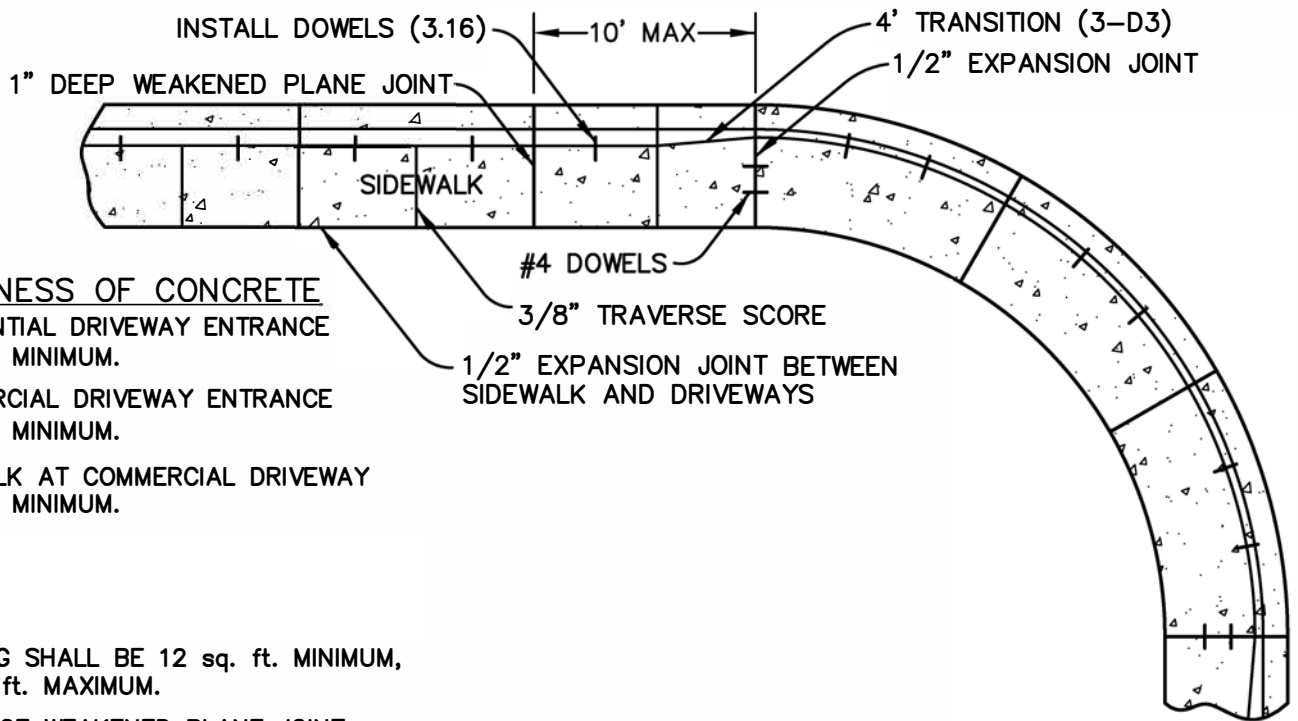 INSTALL DOWELS (3.16)
10' MAX
4' TRANSITION (3-D3)
1/2" EXPANSION JOINT
1" DEEP WEAKENED PLANE JOINT
SIDEWALK
#4 DOWELS
3/8" TRAVERSE SCORE
1/2" EXPANSION JOINT BETWEEN
SIDEWALK AND DRIVEWAYS
NESS OF CONCRETE
NTIAL DRIVEWAY ENTRANCE
MINIMUM.
RCIAL DRIVEWAY ENTRANCE
MINIMUM.
LK AT COMMERCIAL DRIVEWAY
MINIMUM.
G SHALL BE 12 sq. ft. MINIMUM,
ft. MAXIMUM.
WEAKENED PLANE JOINT